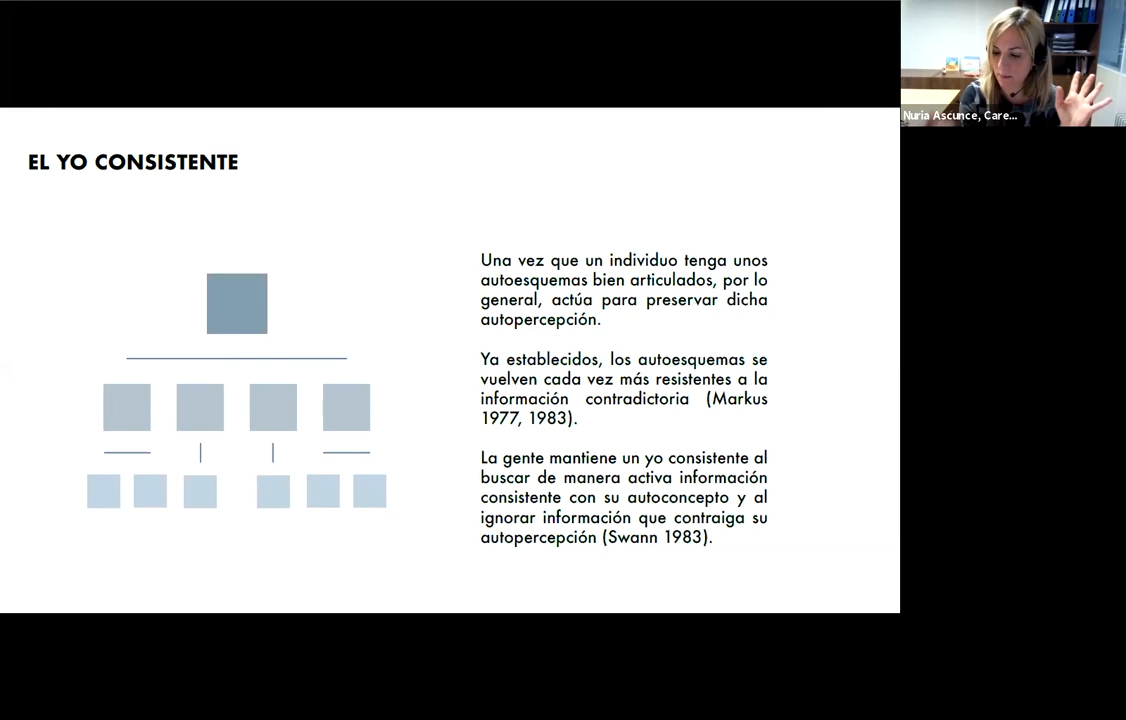 Nuria Ascunce, Care...
EL YO CONSISTENTE
Una vez que un individuo tenga unos
autoesquemas bien articulados, por lo
general, actúa para preservar dicha
autopercepción.
Ya establecidos, los autoesquemas se
vuelven cada vez más resistentes a la
información contradictoria (Markus
1977, 1983).
La gente mantiene un yo consistente al
buscar de manera activa información
consistente con su autoconcepto y al
ignorar información que contraiga su
autopercepción (Swann 1983).